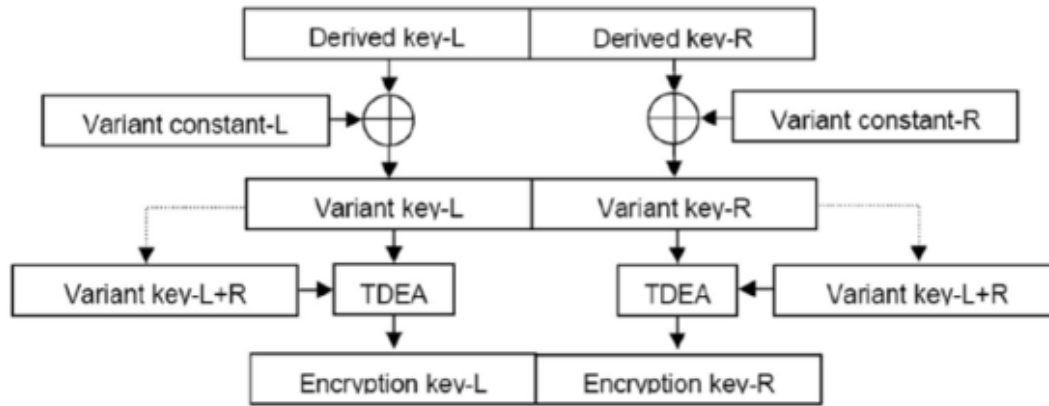 Derived key-L
Derived key-R
Variant constant-L
Variant constant-R
Variant key-L
Variant key-R
Variant key-L+R
TDEA
TDEA
Variant key-L+R
Encryption key-L
Encryption key-R